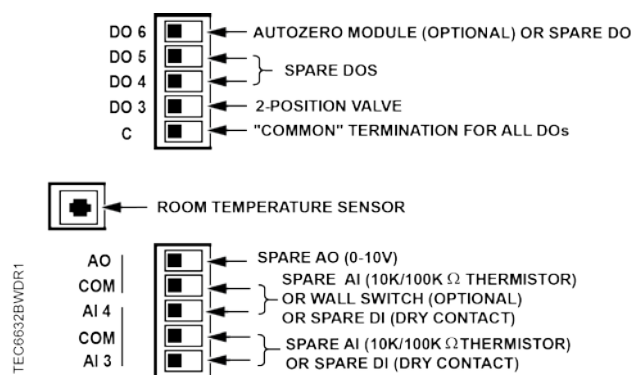 DO 6 AUTOZERO MODULE (OPTIONAL) OR SPARE DO
DO 5
SPARE DOS
DO 4
DO 3 2-POSITION VALVE
C "COMMON" TERMINATION FOR ALL DOs
ROOM TEMPERATURE SENSOR
AO SPARE AO (0-10V)
COM SPARE AI (10K/100K Ω THERMISTOR)
OR WALL SWITCH (OPTIONAL)
AI 4 OR SPARE DI (DRY CONTACT)
COM SPARE AI (10K/100K Ω THERMISTOR)
AI 3 OR SPARE DI (DRY CONTACT)
TEC6632BWDR1